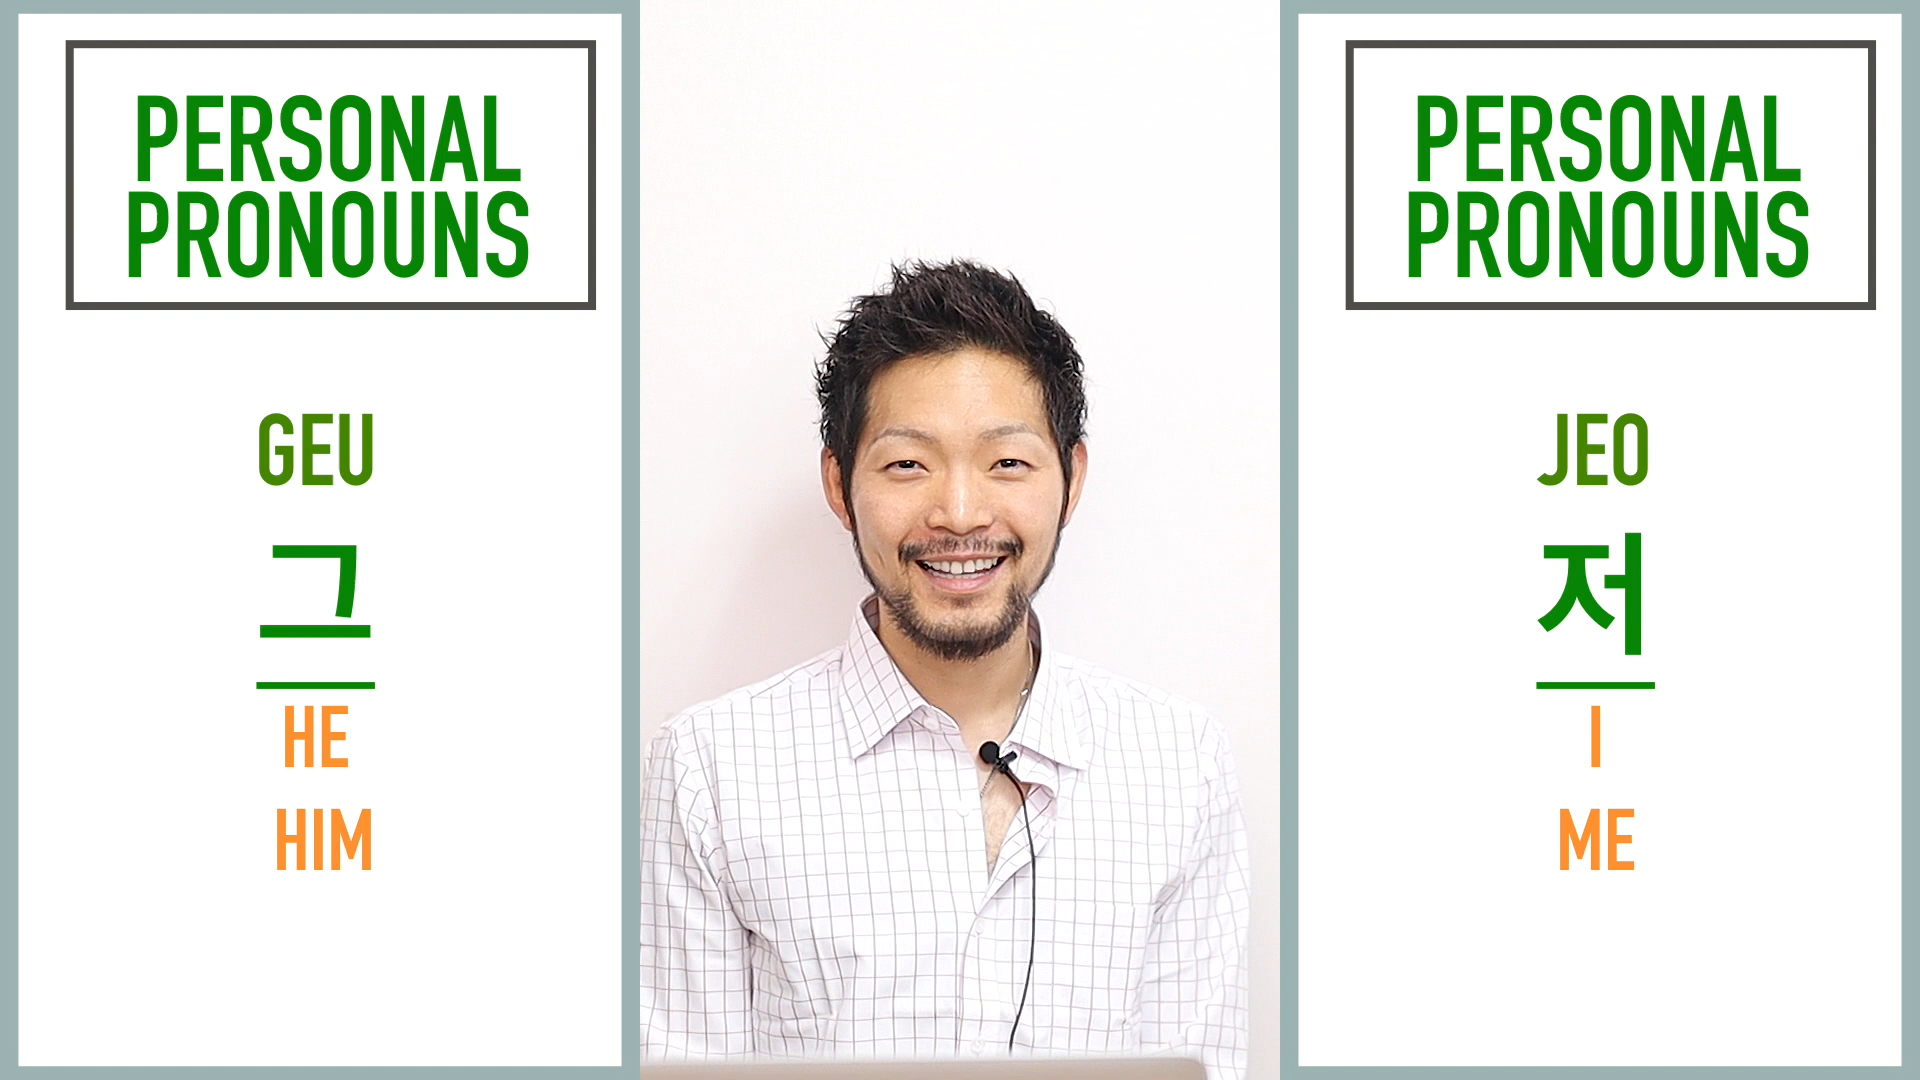 PERSONAL
PRONOUNS
GEU
그
HE
HIM
PERSONAL
PRONOUNS
JEO
저
I
ME